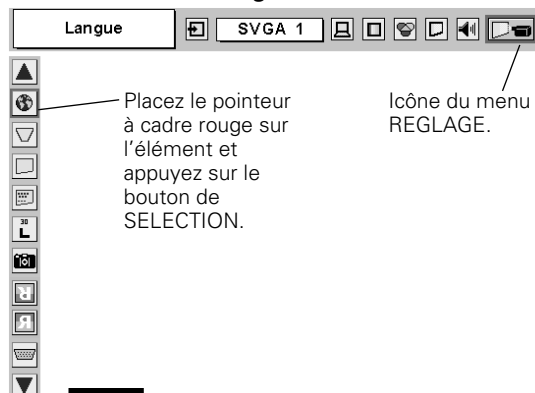 Langue
SVGA 1
Placez le pointeur
à cadre rouge sur
l'élément et
appuyez sur le
bouton de
SELECTION.
Icône du menu
REGLAGE.
30
L
R
R